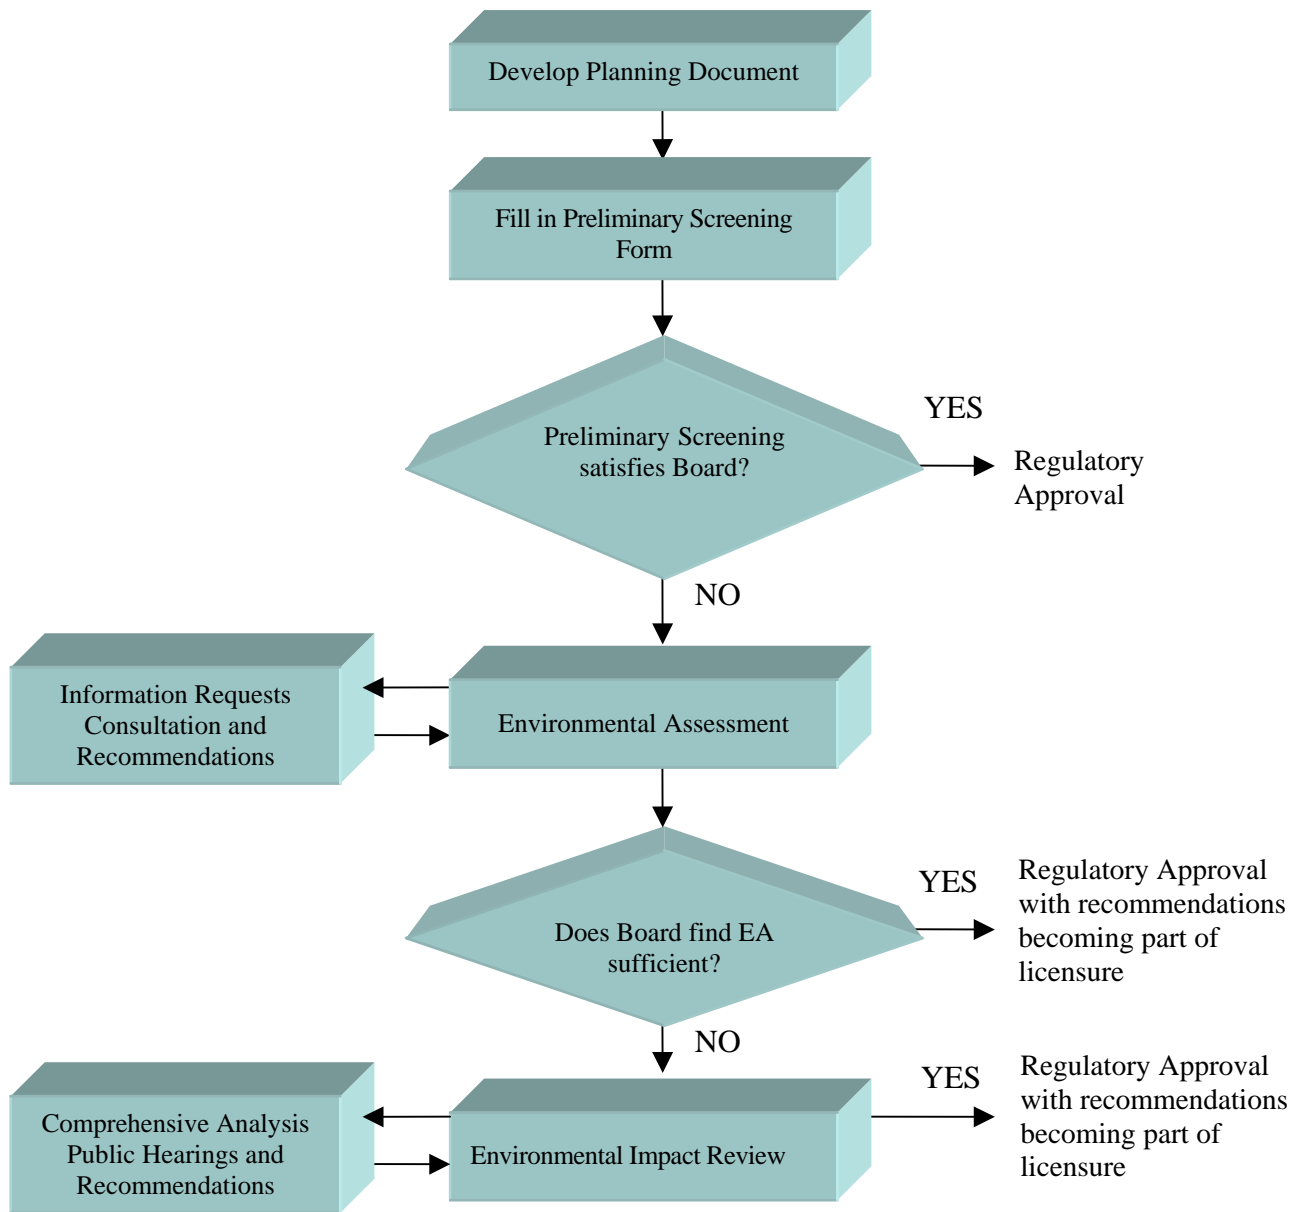 Develop Planning Document
Fill in Preliminary Screening
Form
Preliminary Screening
satisfies Board?
YES
Regulatory
Approval
NO
Information Requests
Consultation and
Recommendations
Environmental Assessment
Does Board find EA
sufficient?
YES
Regulatory Approval
with recommendations
becoming part of
licensure
NO
Comprehensive Analysis
Public Hearings and
Recommendations
Environmental Impact Review
YES
Regulatory Approval
with recommendations
becoming part of
licensure